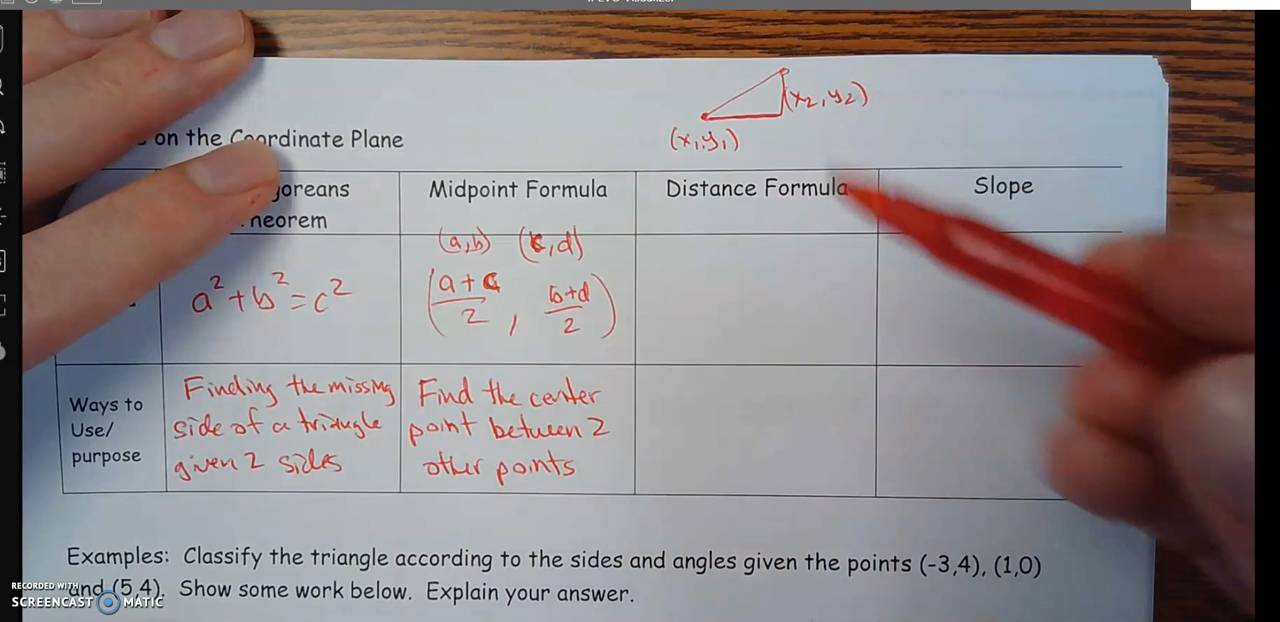 (x₂,y₂)
(x₁,y₁)
on the Coordinate Plane
Midpoint Formula
Distance Formula
Slope
(a,b) (c,d)
a² + b² = c²
(a+c/2, b+d/2)
Ways to
Use/
purpose
Finding the missing
side of a triangle
given 2 sides
Find the center
point between 2
other points
Examples: Classify the triangle according to the sides and angles given the points (-3,4), (1,0)
and (5,4). Show some work below. Explain your answer.
RECORDED WITH
SCREENCAST MATIC